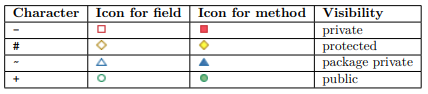 Character Icon for field Icon for method Visibility
− private
# protected
~ package private
+ public